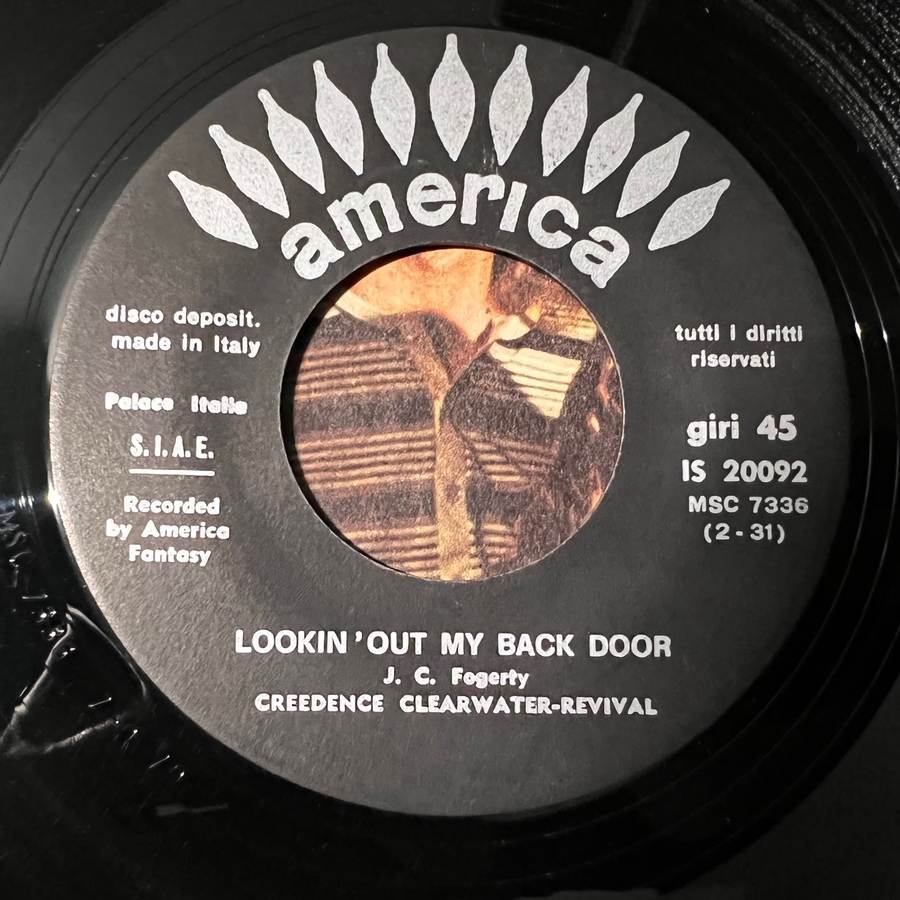 america
disco deposit.
made in Italy
Palace Italia
S.I.A.E.
Recorded
by America
Fantasy
tutti i diritti
riservati
giri 45
IS 20092
MSC 7336
(2-31)
LOOKIN'OUT MY BACK DOOR
J. C. Fogerty
CREEDENCE CLEARWATER-REVIVAL